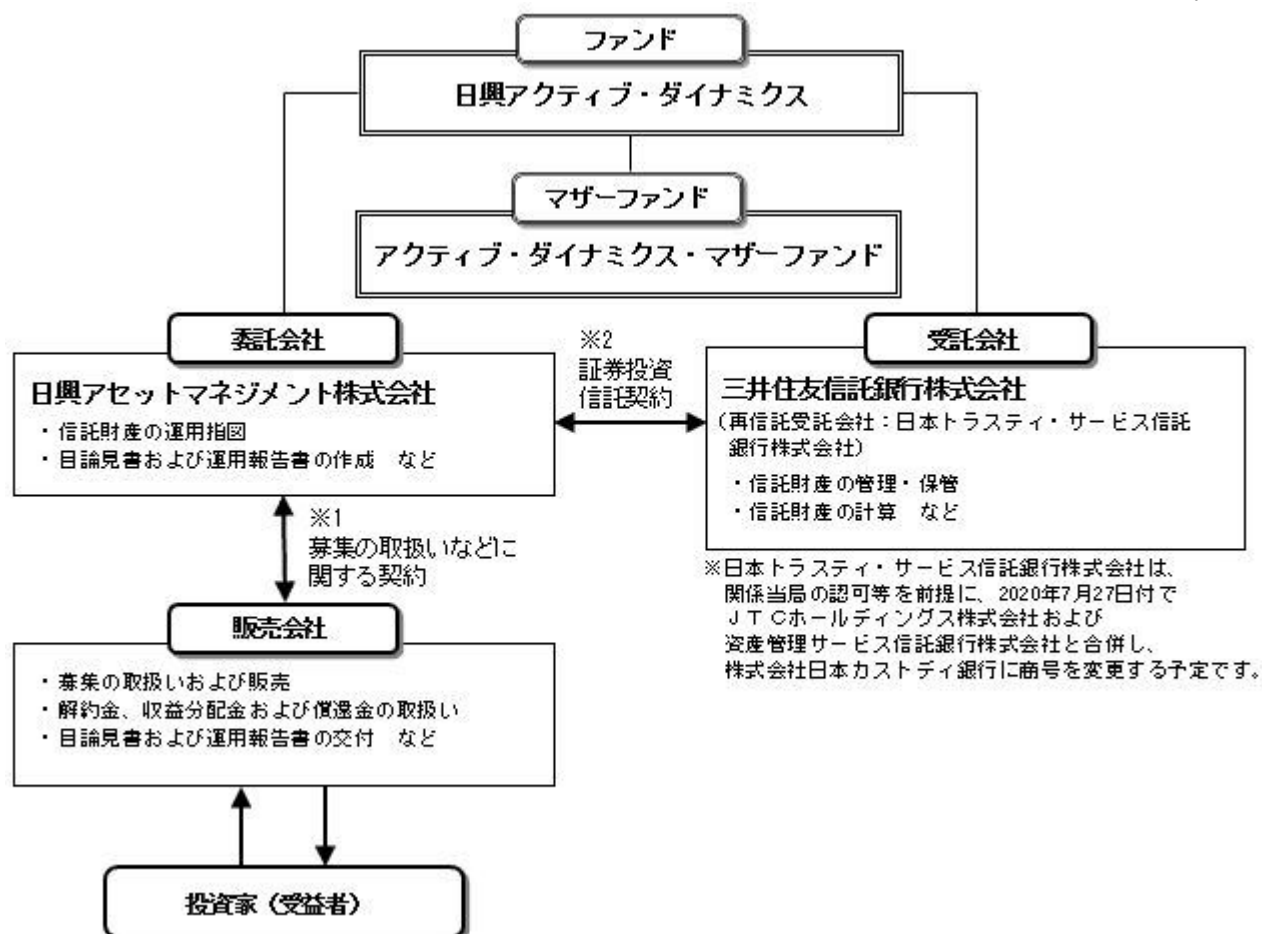 ファンド
日興アクティブ・ダイナミクス
マザーファンド
アクティブ・ダイナミクス・マザーファンド
委託会社
日興アセットマネジメント株式会社
・信託財産の運用指図
・目論見書および運用報告書の作成　など
※2
証券投資
信託契約
受託会社
三井住友信託銀行株式会社
（再信託受託会社：日本トラスティ・サービス信託
銀行株式会社）
・信託財産の管理・保管
・信託財産の計算　など
※1
募集の取扱いなどに
関する契約
※日本トラスティ・サービス信託銀行株式会社は、
関係当局の認可等を前提に、2020年7月27日付で
ＪＴＣホールディングス株式会社および
資産管理サービス信託銀行株式会社と合併し、
株式会社日本カストディ銀行に商号を変更する予定です。
販売会社
・募集の取扱いおよび販売
・解約金、収益分配金および償還金の取扱い
・目論見書および運用報告書の交付　など
投資家（受益者）